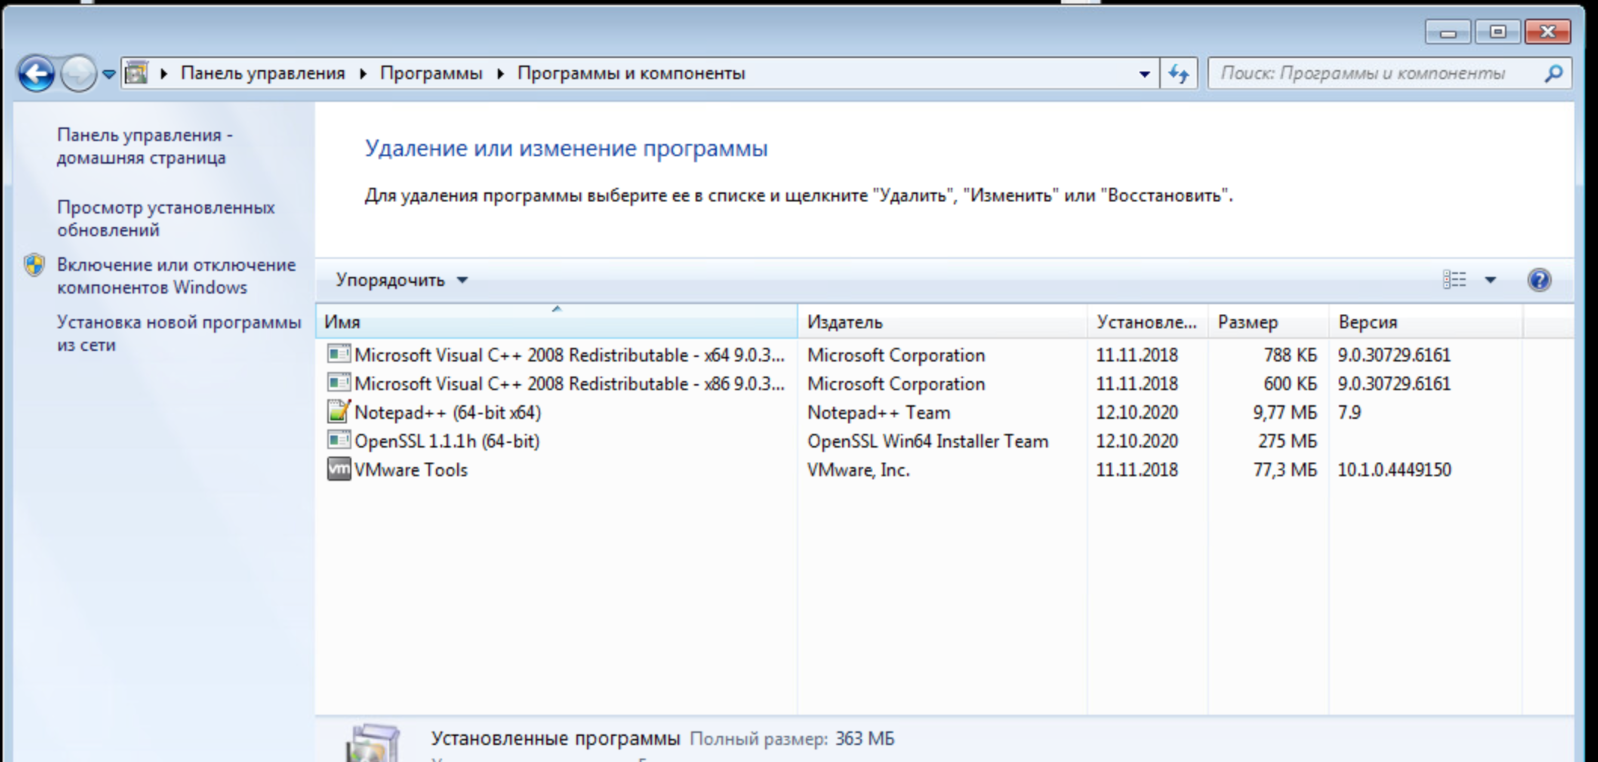 Панель управления
Программы
Программы и компоненты
Поиск: Программы и компоненты
Панель управления -
домашняя страница
Просмотр установленных
обновлений
Включение или отключение
компонентов Windows
Установка новой программы
из сети
Удаление или изменение программы
Для удаления программы выберите ее в списке и щелкните "Удалить", "Изменить" или "Восстановить".
Упорядочить
Имя Издатель Установле... Размер Версия
Microsoft Visual C++ 2008 Redistributable - x64 9.0.3... Microsoft Corporation 11.11.2018 788 КБ 9.0.30729.6161
Microsoft Visual C++ 2008 Redistributable - x86 9.0.3... Microsoft Corporation 11.11.2018 600 КБ 9.0.30729.6161
Notepad++ (64-bit x64) Notepad++ Team 12.10.2020 9,77 МБ 7.9
OpenSSL 1.1.1h (64-bit) OpenSSL Win64 Installer Team 12.10.2020 275 МБ
vm VMware Tools VMware, Inc. 11.11.2018 77,3 МБ 10.1.0.4449150
Установленные программы Полный размер: 363 МБ